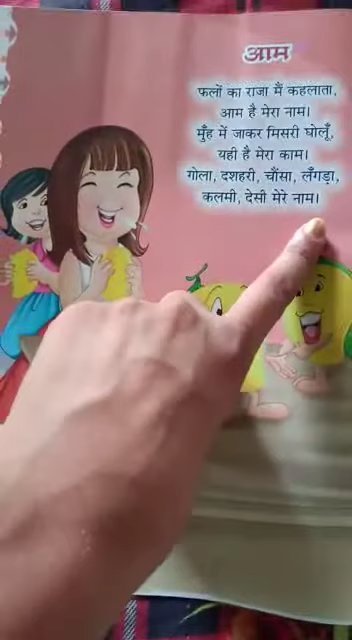 आम
फलों का राजा मैं कहलाता,
आम है मेरा नाम।
मुँह में जाकर मिसरी घोलूँ,
यही है मेरा काम।
गोला, दशहरी, चौंसा, लँगड़ा,
कलमी, देसी मेरे नाम।